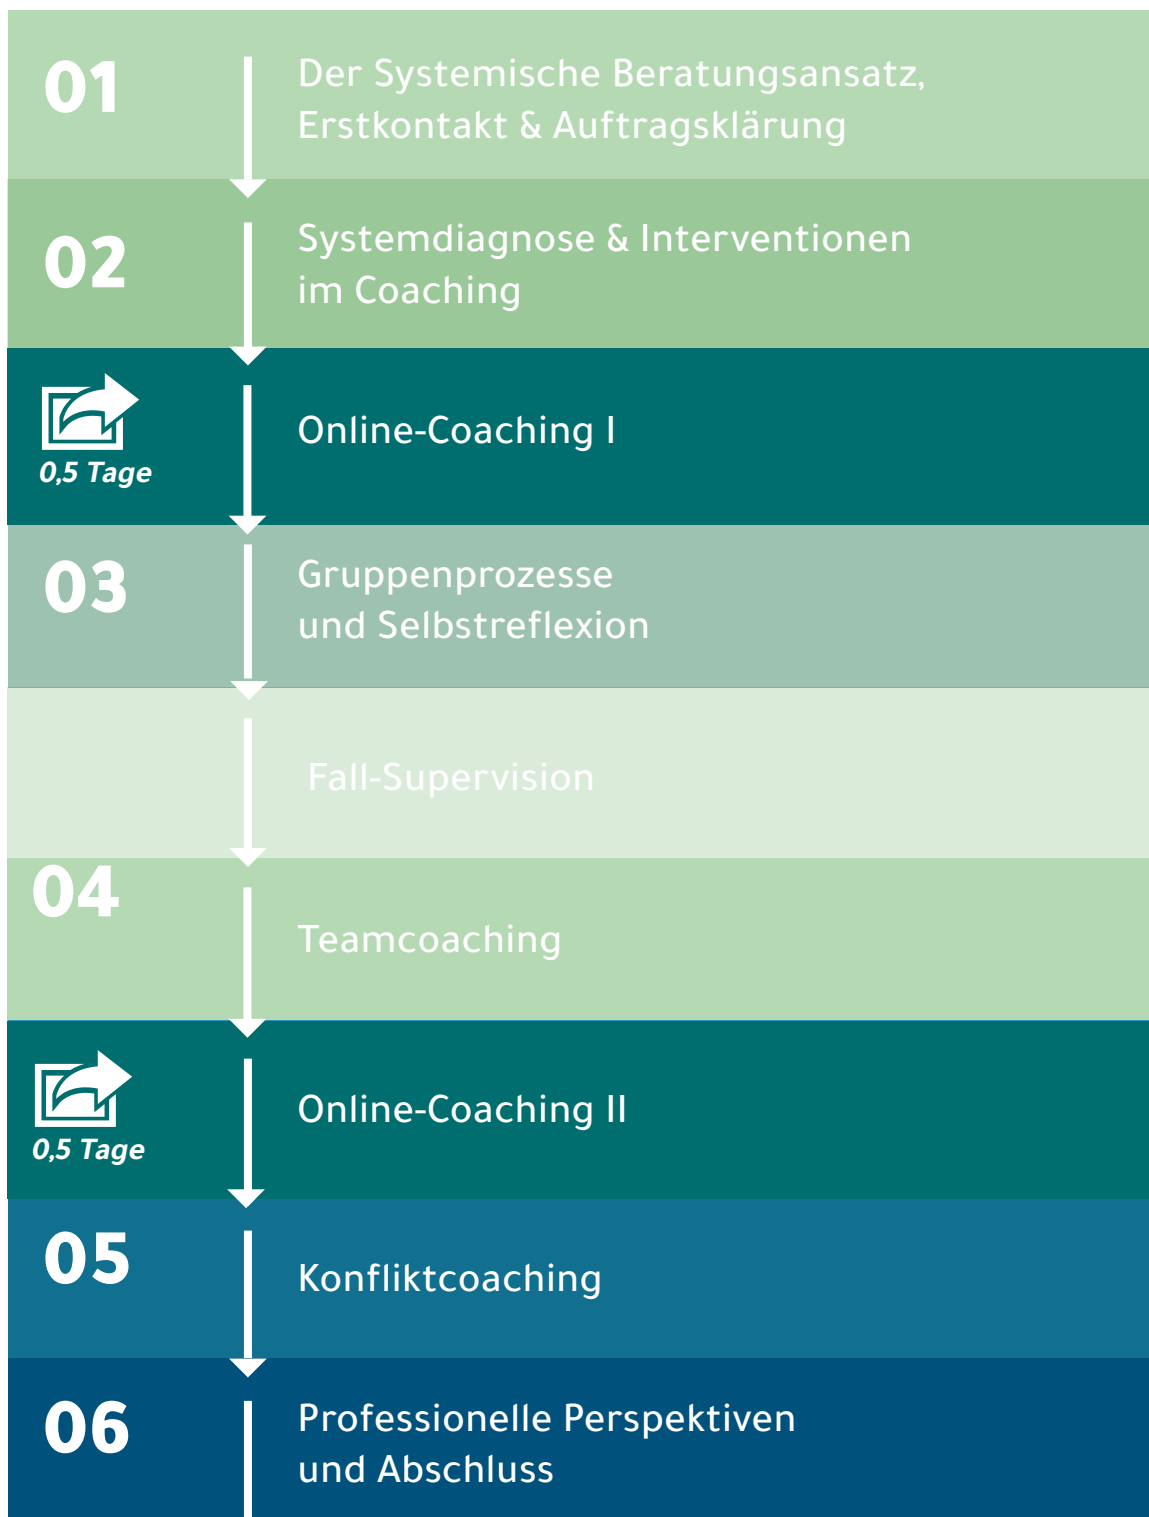 01
Der Systemische Beratungsansatz,
Erstkontakt & Auftragsklärung
02
Systemdiagnose & Interventionen
im Coaching
0,5 Tage
Online-Coaching I
03
Gruppenprozesse
und Selbstreflexion
Fall-Supervision
04
Teamcoaching
0,5 Tage
Online-Coaching II
05
Konfliktcoaching
06
Professionelle Perspektiven
und Abschluss